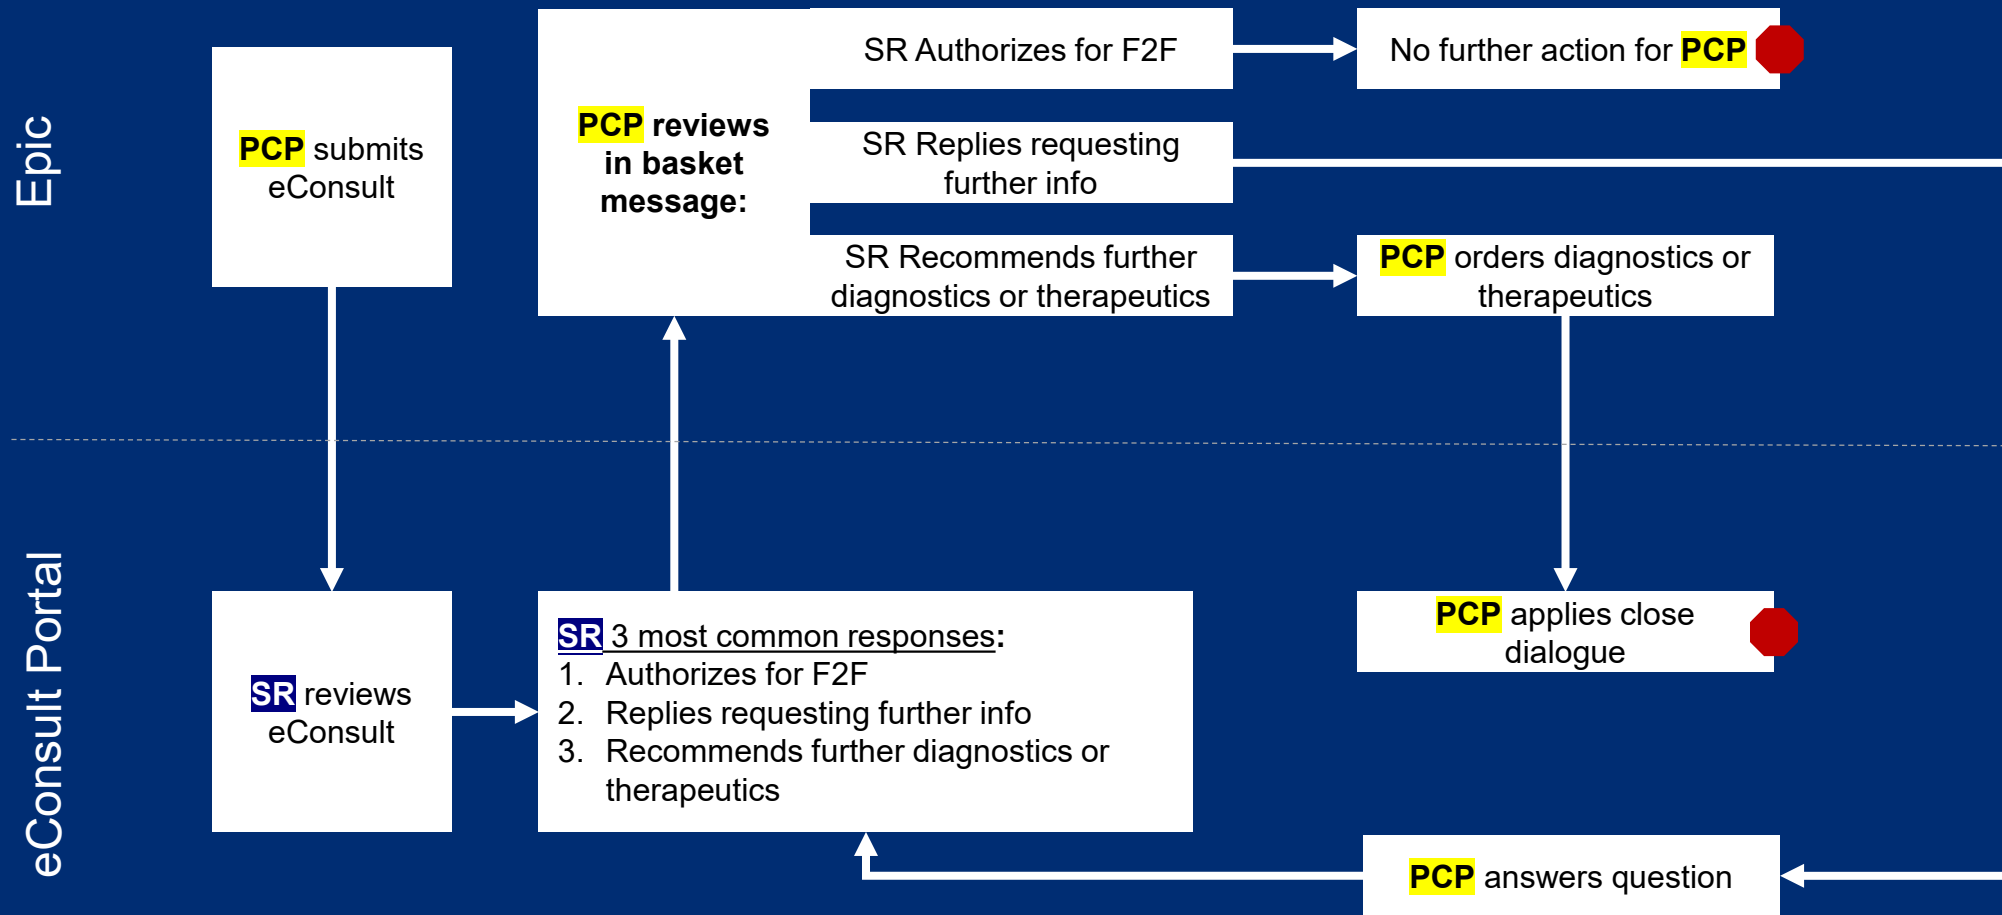 Epic
PCP submits
eConsult
PCP reviews
in basket
message:
SR Authorizes for F2F
No further action for PCP
SR Replies requesting
further info
SR Recommends further
diagnostics or therapeutics
PCP orders diagnostics or
therapeutics
eConsult Portal
SR reviews
eConsult
SR 3 most common responses:
1. Authorizes for F2F
2. Replies requesting further info
3. Recommends further diagnostics or
therapeutics
PCP applies close
dialogue
PCP answers question